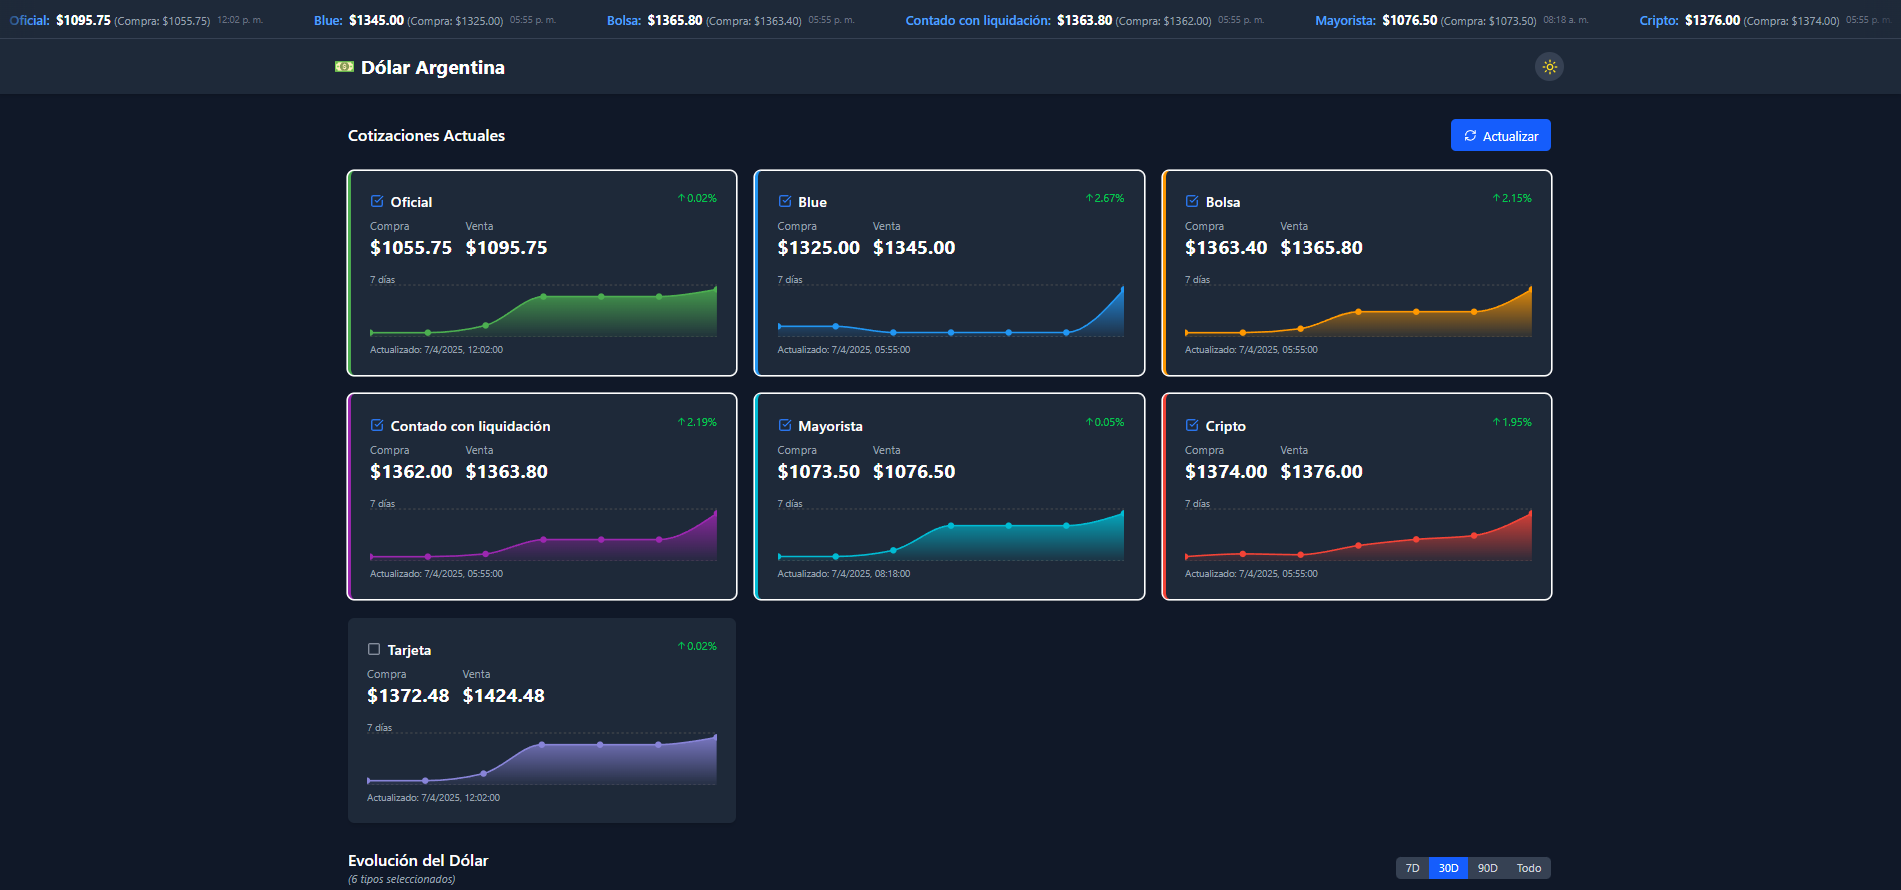 Oficial: $1095.75 (Compra: $1055.75) 12:02 p. m. Blue: $1345.00 (Compra: $1325.00) 05:55 p. m. Bolsa: $1365.80 (Compra: $1363.40) 05:55 p. m. Contado con liquidación: $1363.80 (Compra: $1362.00) 05:55 p. m. Mayorista: $1076.50 (Compra: $1073.50) 08:18 a. m. Cripto: $1376.00 (Compra: $1374.00) 05:55 p. m.
Dólar Argentina
Cotizaciones Actuales
Actualizar
Oficial
↑0.02%
Compra Venta
$1055.75 $1095.75
7 días
Actualizado: 7/4/2025, 12:02:00
Blue
↑2.67%
Compra Venta
$1325.00 $1345.00
7 días
Actualizado: 7/4/2025, 05:55:00
Bolsa
↑2.15%
Compra Venta
$1363.40 $1365.80
7 días
Actualizado: 7/4/2025, 05:55:00
Contado con liquidación
↑2.19%
Compra Venta
$1362.00 $1363.80
7 días
Actualizado: 7/4/2025, 05:55:00
Mayorista
↑0.05%
Compra Venta
$1073.50 $1076.50
7 días
Actualizado: 7/4/2025, 08:18:00
Cripto
↑1.95%
Compra Venta
$1374.00 $1376.00
7 días
Actualizado: 7/4/2025, 05:55:00
Tarjeta
↑0.02%
Compra Venta
$1372.48 $1424.48
7 días
Actualizado: 7/4/2025, 12:02:00
Evolución del Dólar
(6 tipos seleccionados)
7D 30D 90D Todo